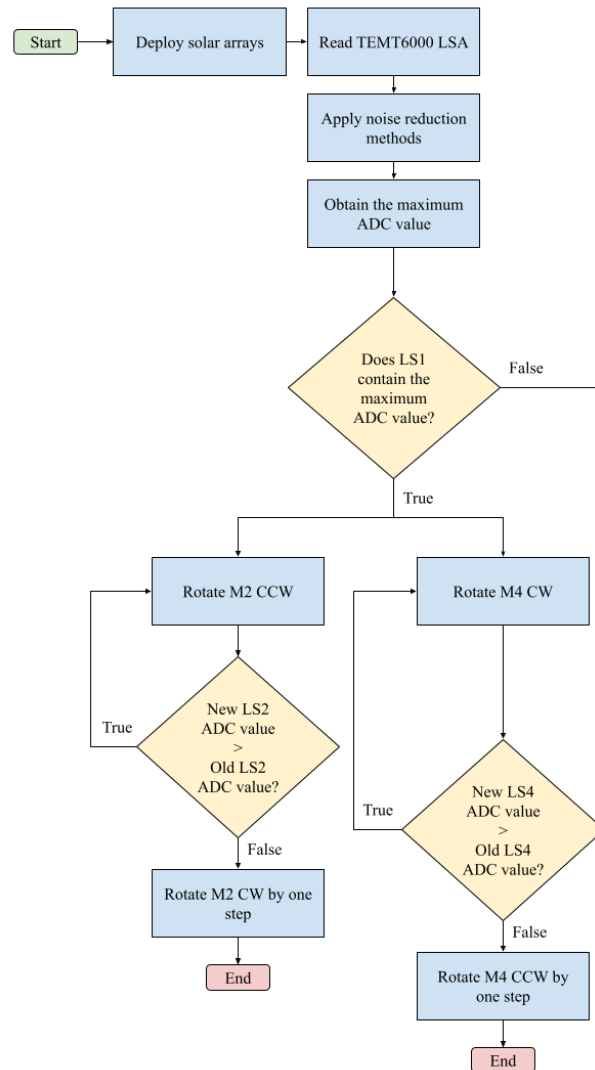 Start
Deploy solar arrays
Read TEMT6000 LSA
Apply noise reduction
methods
Obtain the maximum
ADC value
Does LS1
contain the
maximum
ADC value?
False
True
Rotate M2 CCW
Rotate M4 CW
New LS2
ADC value
>
Old LS2
ADC value?
True
New LS4
ADC value
>
Old LS4
ADC value?
True
False
Rotate M2 CW by one
step
False
End
Rotate M4 CCW by
one step
End